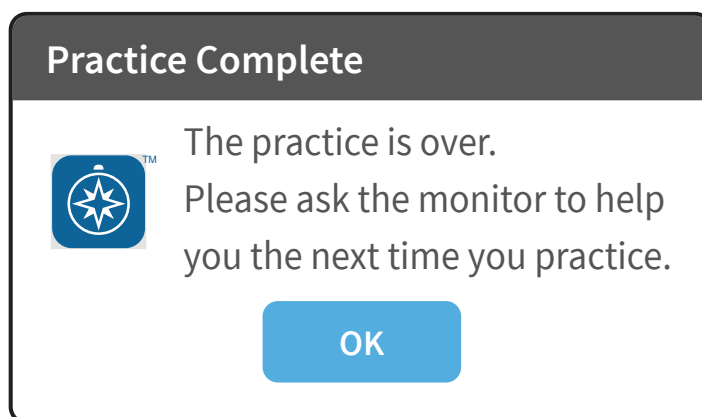 Practice Complete
TM
The practice is over.
Please ask the monitor to help
you the next time you practice.
OK